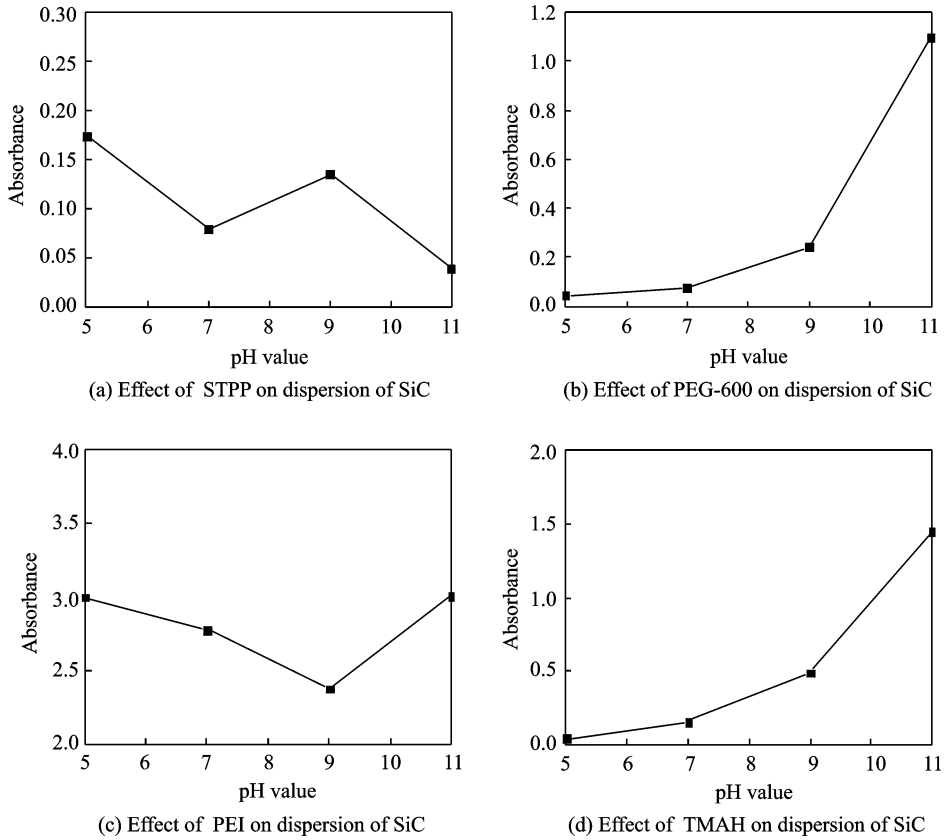 0.30
0.25
0.20
0.15
0.10
0.05
0.00
Absorbance
5 6 7 8 9 10 11
pH value
(a) Effect of STPP on dispersion of SiC
1.2
1.0
0.8
0.6
0.4
0.2
0.0
Absorbance
5 6 7 8 9 10 11
pH value
(b) Effect of PEG-600 on dispersion of SiC
4.0
3.5
3.0
2.5
2.0
Absorbance
5 6 7 8 9 10 11
pH value
(c) Effect of PEI on dispersion of SiC
2.0
1.5
1.0
0.5
0.0
Absorbance
5 6 7 8 9 10 11
pH value
(d) Effect of TMAH on dispersion of SiC